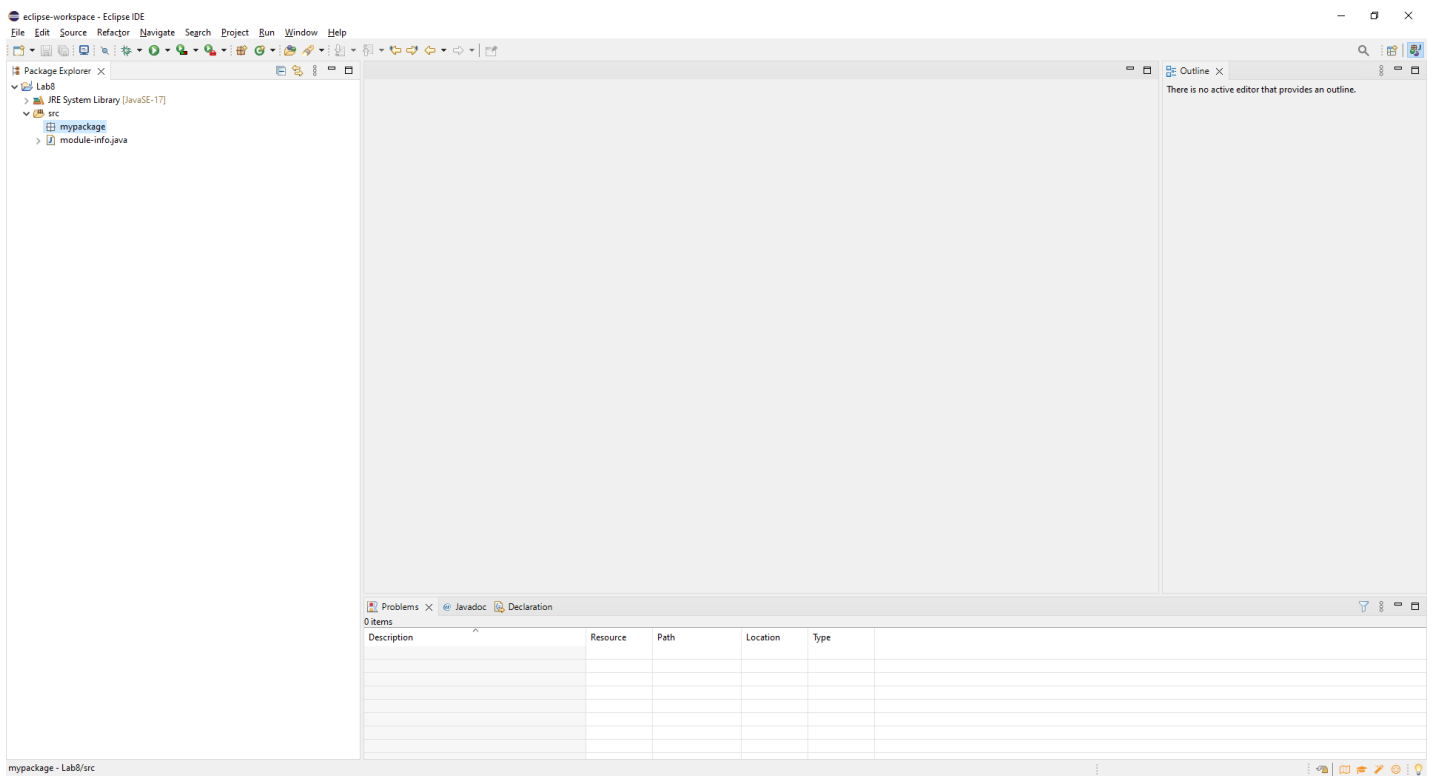 eclipse-workspace - Eclipse IDE
File Edit Source Refactor Navigate Search Project Run Window Help
Package Explorer
Outline
Lab8
There is no active editor that provides an outline.
JRE System Library [JavaSE-17]
src
mypackage
module-info.java
Problems @ Javadoc Declaration
0 items
Description Resource Path Location Type
mypackage - Lab8/src